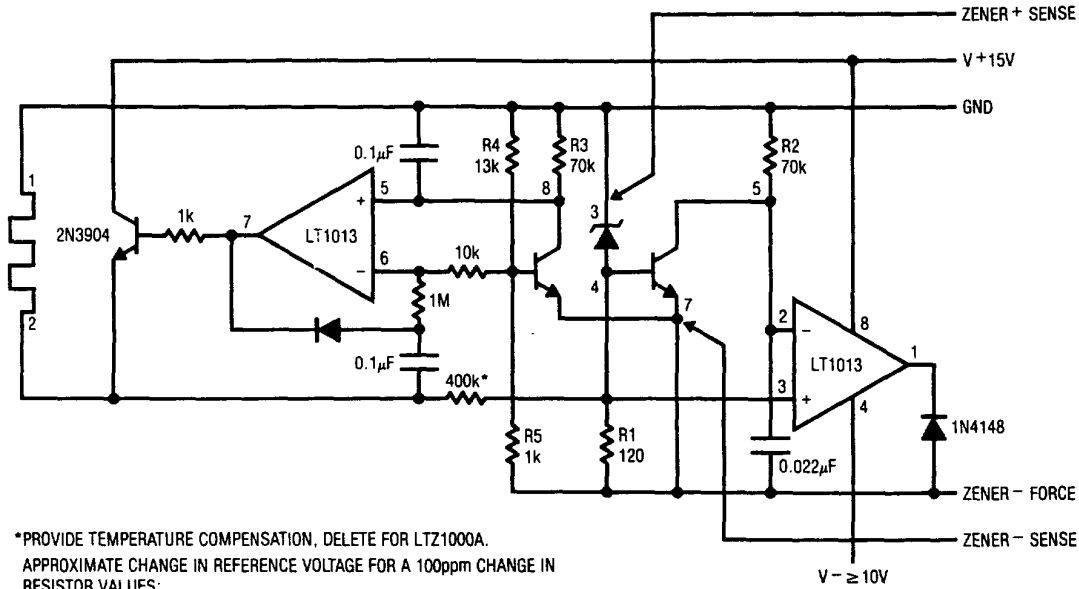 ZENER + SENSE
V + 15V
GND
R4
13k
R3
70k
R2
70k
0.1µF
1
5
8
3
5
2N3904
1k
7
LT1013
+
−
6
10k
4
7
1M
2
8
2
−
1
LT1013
0.1µF
400k*
3
+
4
1N4148
R5
1k
R1
120
0.022µF
ZENER − FORCE
ZENER − SENSE
*PROVIDE TEMPERATURE COMPENSATION, DELETE FOR LTZ1000A.
APPROXIMATE CHANGE IN REFERENCE VOLTAGE FOR A 100ppm CHANGE IN
RESISTOR VALUES:
V − ≥ 10V